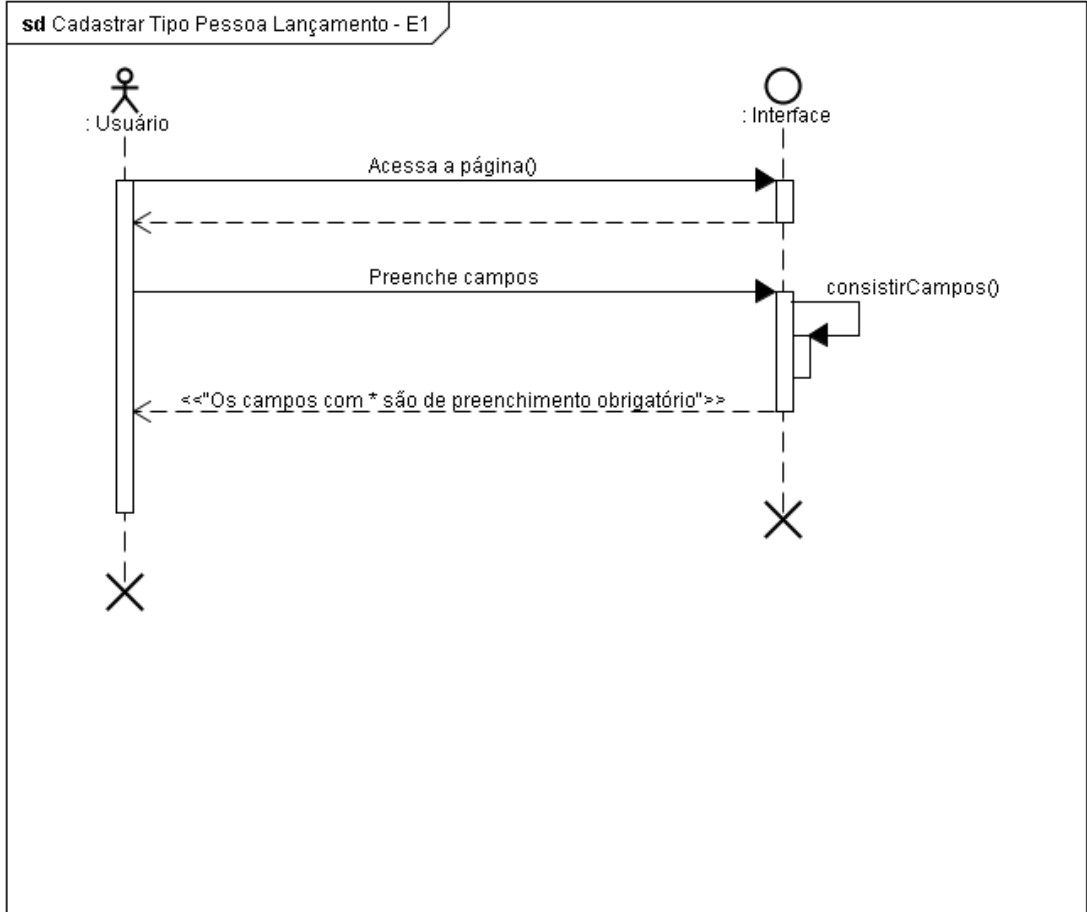 sd Cadastrar Tipo Pessoa Lançamento - E1
: Usuário
: Interface
Acessa a página()
Preenche campos
consistirCampos()
<<"Os campos com * são de preenchimento obrigatório">>